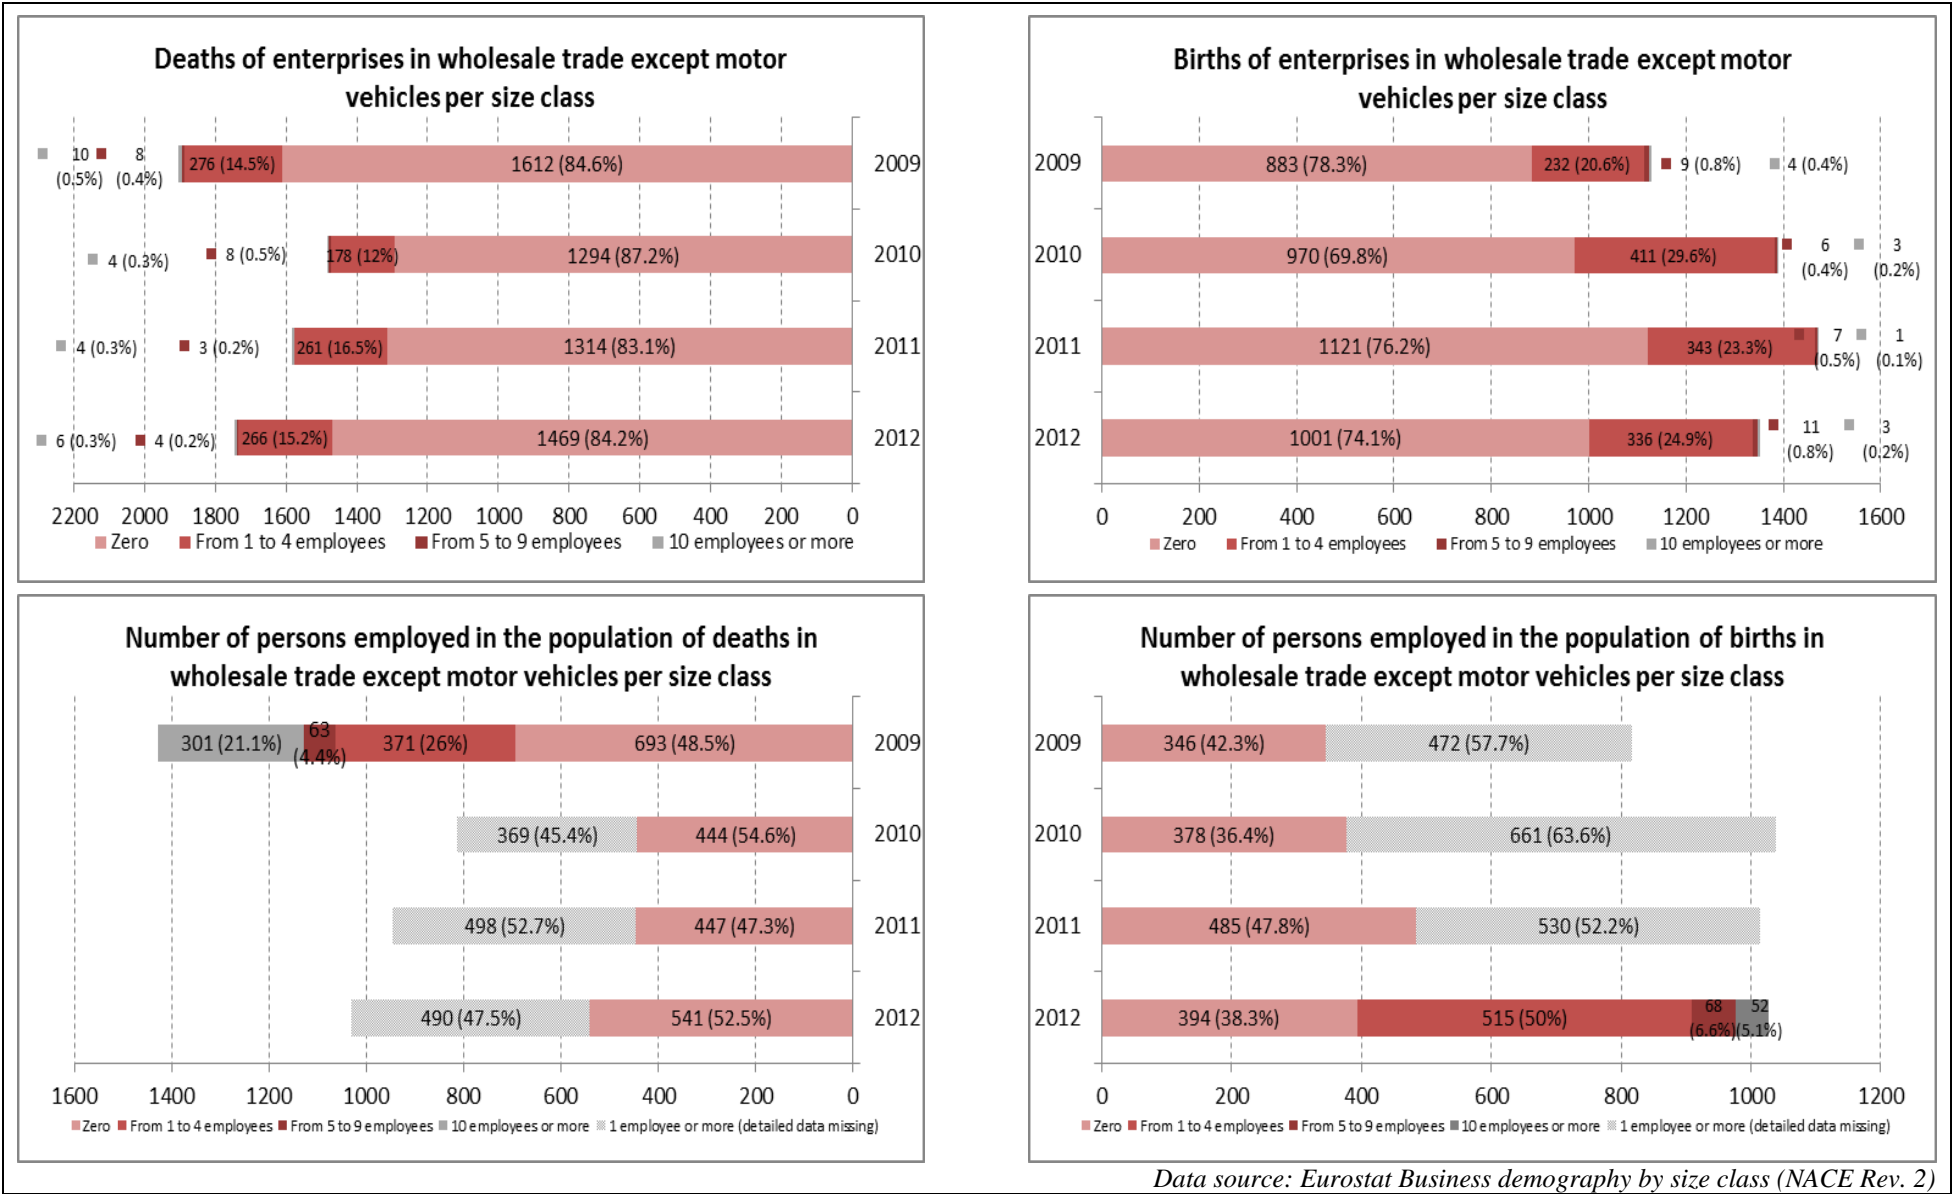 Deaths of enterprises in wholesale trade except motor
vehicles per size class
10 (0.5%) 8 (0.4%) 276 (14.5%) 1612 (84.6%) 2009
4 (0.3%) 8 (0.5%) 178 (12%) 1294 (87.2%) 2010
4 (0.3%) 3 (0.2%) 261 (16.5%) 1314 (83.1%) 2011
6 (0.3%) 4 (0.2%) 266 (15.2%) 1469 (84.2%) 2012
2200 2000 1800 1600 1400 1200 1000 800 600 400 200 0
Zero From 1 to 4 employees From 5 to 9 employees 10 employees or more
Births of enterprises in wholesale trade except motor
vehicles per size class
2009 883 (78.3%) 232 (20.6%) 9 (0.8%) 4 (0.4%)
2010 970 (69.8%) 411 (29.6%) 6 (0.4%) 3 (0.2%)
2011 1121 (76.2%) 343 (23.3%) 7 (0.5%) 1 (0.1%)
2012 1001 (74.1%) 336 (24.9%) 11 (0.8%) 3 (0.2%)
0 200 400 600 800 1000 1200 1400 1600
Zero From 1 to 4 employees From 5 to 9 employees 10 employees or more
Number of persons employed in the population of deaths in
wholesale trade except motor vehicles per size class
301 (21.1%) 63 (4.4%) 371 (26%) 693 (48.5%) 2009
369 (45.4%) 444 (54.6%) 2010
498 (52.7%) 447 (47.3%) 2011
490 (47.5%) 541 (52.5%) 2012
1600 1400 1200 1000 800 600 400 200 0
Zero From 1 to 4 employees From 5 to 9 employees 10 employees or more 1 employee or more (detailed data missing)
Number of persons employed in the population of births in
wholesale trade except motor vehicles per size class
2009 346 (42.3%) 472 (57.7%)
2010 378 (36.4%) 661 (63.6%)
2011 485 (47.8%) 530 (52.2%)
2012 394 (38.3%) 515 (50%) 68 (6.6%) 52 (5.1%)
0 200 400 600 800 1000 1200
Zero From 1 to 4 employees From 5 to 9 employees 10 employees or more 1 employee or more (detailed data missing)
Data source: Eurostat Business demography by size class (NACE Rev. 2)